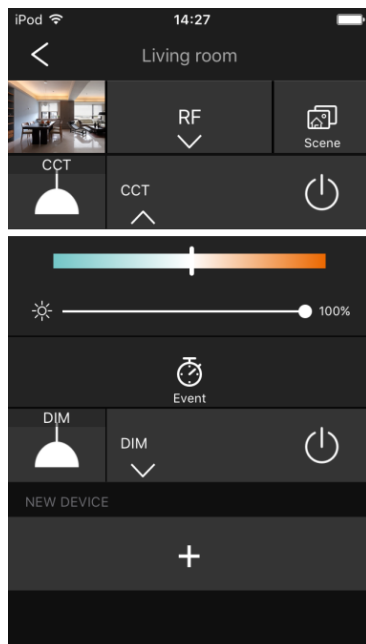 iPod 14:27
Living room
RF
Scene
CCT
CCT
100%
Event
DIM
DIM
NEW DEVICE
+